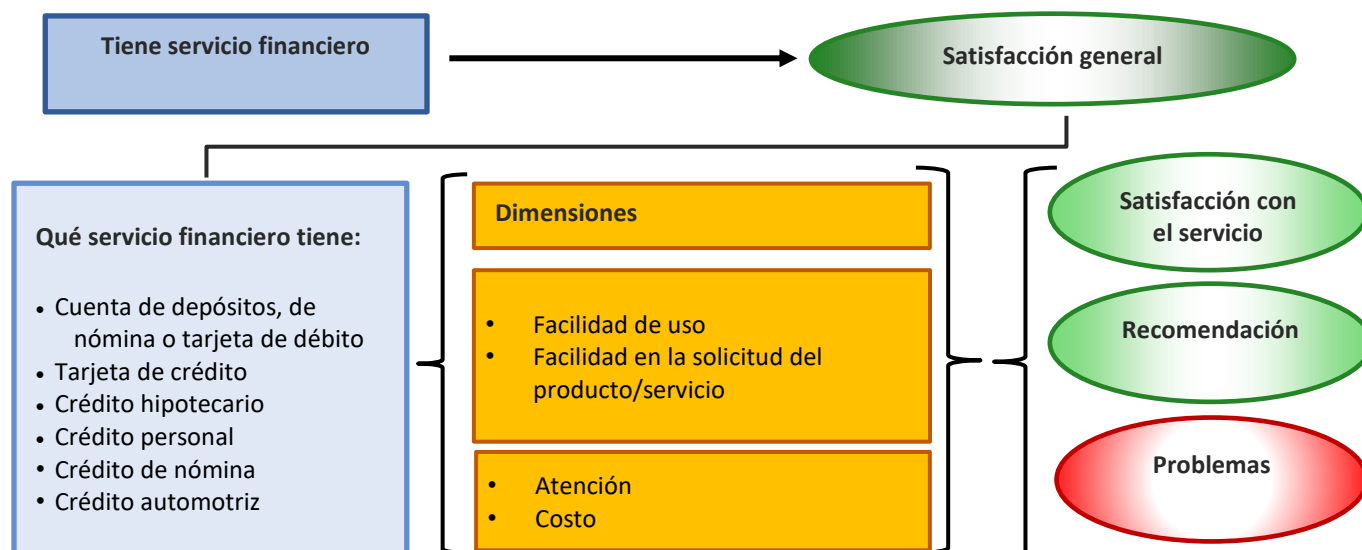 Tiene servicio financiero
Satisfacción general
Qué servicio financiero tiene:
• Cuenta de depósitos, de
nómina o tarjeta de débito
• Tarjeta de crédito
• Crédito hipotecario
• Crédito personal
• Crédito de nómina
• Crédito automotriz
Dimensiones
• Facilidad de uso
• Facilidad en la solicitud del
producto/servicio
• Atención
• Costo
Satisfacción con
el servicio
Recomendación
Problemas